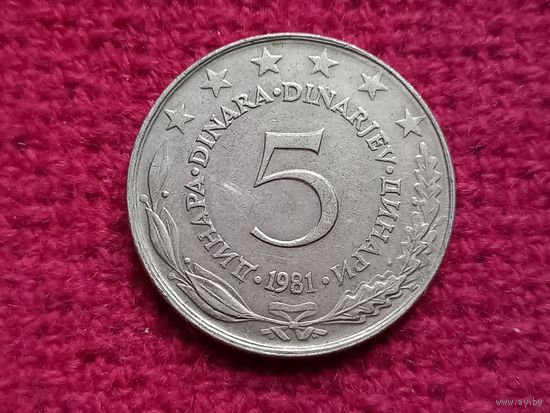 ДИНАРА · DINARA · DINARJEV · ДИНАРИ
5
· 1981 ·
www.ay.by